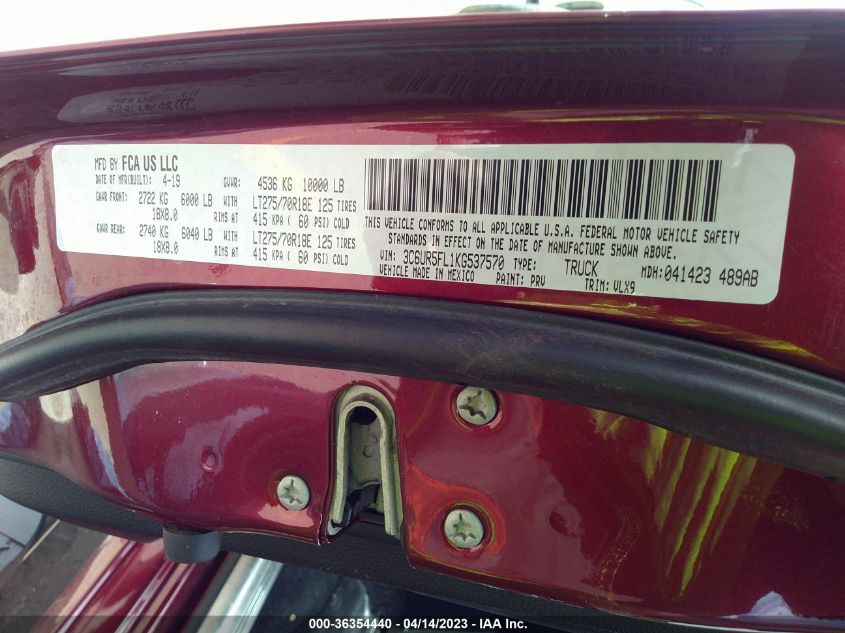 MFD BY FCA US LLC
DATE OF MFR(BUILT): 4-19 GVWR: 4536 KG 10000 LB
GAWR FRONT: 2722 KG 6000 LB WITH LT275/70R18E 125 TIRES
18X8.0 RIMS AT 415 KPA ( 60 PSI) COLD
GAWR REAR: 2740 KG 6040 LB WITH LT275/70R18E 125 TIRES
18X8.0 RIMS AT 415 KPA ( 60 PSI) COLD
THIS VEHICLE CONFORMS TO ALL APPLICABLE U.S.A. FEDERAL MOTOR VEHICLE SAFETY
STANDARDS IN EFFECT ON THE DATE OF MANUFACTURE SHOWN ABOVE.
VIN: 3C6UR5FL1KG537570 TYPE: TRUCK MDH: 041423 489AB
MADE IN MEXICO PAINT: PRV TRIM: VLX9
000-36354440 - 04/14/2023 - IAA Inc.